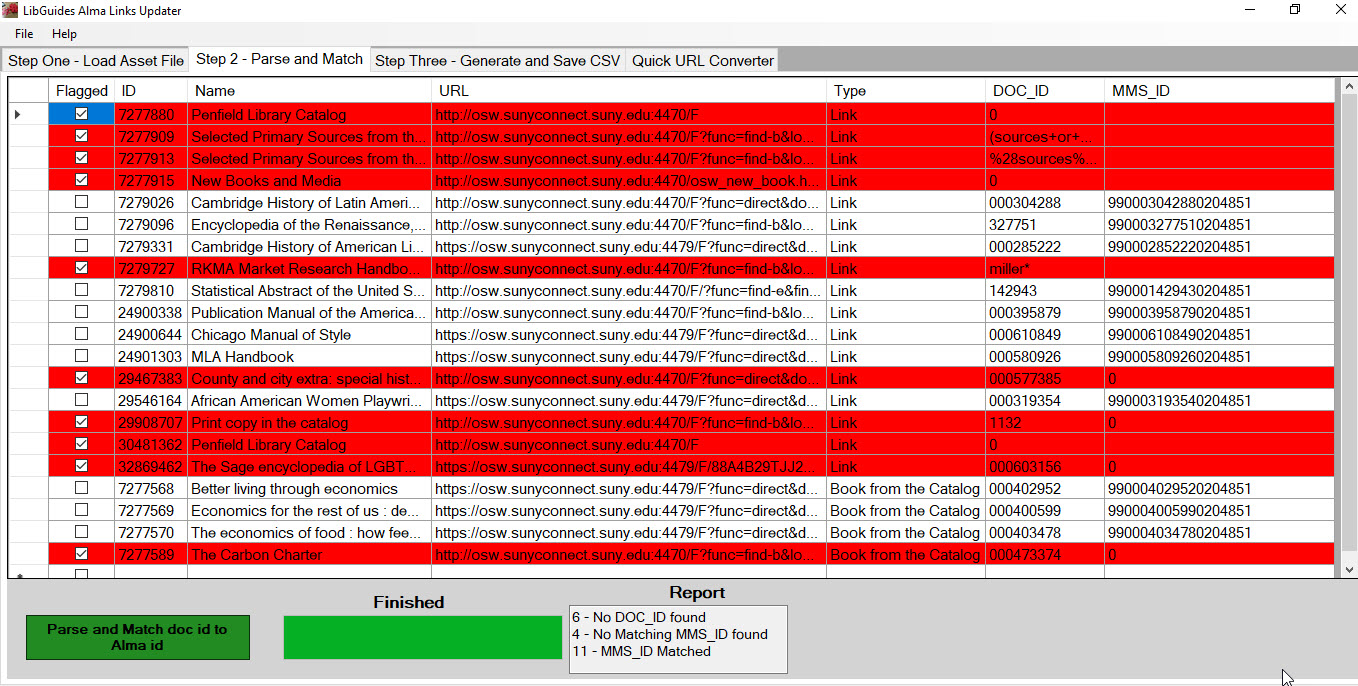 LibGuides Alma Links Updater
File Help
Step One - Load Asset File Step 2 - Parse and Match Step Three - Generate and Save CSV Quick URL Converter
Flagged ID Name URL Type DOC_ID MMS_ID
7277880 Penfield Library Catalog http://osw.sunyconnect.suny.edu:4470/F Link 0
7277909 Selected Primary Sources from th... http://osw.sunyconnect.suny.edu:4470/F?func=find-b&lo... Link (sources+or+...
7277913 Selected Primary Sources from th... http://osw.sunyconnect.suny.edu:4470/F?func=find-b&lo... Link %28sources%...
7277915 New Books and Media http://osw.sunyconnect.suny.edu:4470/osw_new_book.h... Link 0
7279026 Cambridge History of Latin Ameri... http://osw.sunyconnect.suny.edu:4470/F?func=direct&do... Link 000304288 990003042880204851
7279096 Encyclopedia of the Renaissance,... http://osw.sunyconnect.suny.edu:4470/F?func=find-b&lo... Link 327751 990003277510204851
7279331 Cambridge History of American Li... http://osw.sunyconnect.suny.edu:4479/F?func=direct&d... Link 000285222 990002852220204851
7279727 RKMA Market Research Handbo... http://osw.sunyconnect.suny.edu:4470/F?func=find-b&lo... Link miller*
7279810 Statistical Abstract of the United S... http://osw.sunyconnect.suny.edu:4470/F/?func=find-e&fin... Link 142943 990001429430204851
24900338 Publication Manual of the America... http://osw.sunyconnect.suny.edu:4470/F?func=find-b&lo... Link 000395879 990003958790204851
24900644 Chicago Manual of Style https://osw.sunyconnect.suny.edu:4479/F?func=direct&d... Link 000610849 990006108490204851
24901303 MLA Handbook https://osw.sunyconnect.suny.edu:4479/F?func=direct&d... Link 000580926 990005809260204851
29467383 County and city extra: special hist... http://osw.sunyconnect.suny.edu:4470/F?func=direct&do... Link 000577385 0
29546164 African American Women Playwri... https://osw.sunyconnect.suny.edu:4479/F?func=direct&d... Link 000319354 990003193540204851
29908707 Print copy in the catalog http://osw.sunyconnect.suny.edu:4470/F?func=find-b&lo... Link 1132 0
30481362 Penfield Library Catalog http://osw.sunyconnect.suny.edu:4470/F Link 0
32869462 The Sage encyclopedia of LGBT... https://osw.sunyconnect.suny.edu:4479/F/88A4B29TJJ2... Link 000603156 0
7277568 Better living through economics https://osw.sunyconnect.suny.edu:4479/F?func=direct&d... Book from the Catalog 000402952 990004029520204851
7277569 Economics for the rest of us : de... https://osw.sunyconnect.suny.edu:4479/F?func=direct&d... Book from the Catalog 000400599 990004005990204851
7277570 The economics of food : how fee... https://osw.sunyconnect.suny.edu:4479/F?func=direct&d... Book from the Catalog 000403478 990004034780204851
7277589 The Carbon Charter http://osw.sunyconnect.suny.edu:4470/F?func=find-b&lo... Book from the Catalog 000473374 0
Parse and Match doc id to
Alma id
Finished
Report
6 - No DOC_ID found
4 - No Matching MMS_ID found
11 - MMS_ID Matched